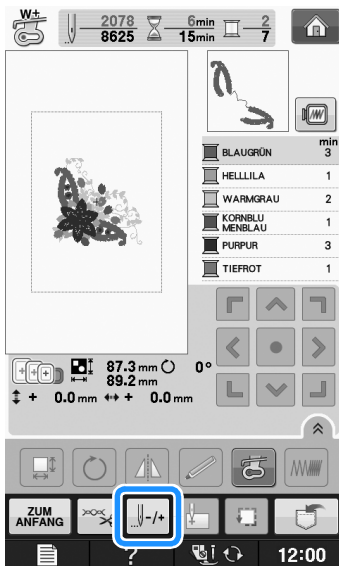 W+
2078 6min 2
8625 15min 7
min
BLAUGRÜN 3
HELLLILA 1
WARMGRAU 2
KORNBLU
MENBLAU 1
PURPUR 3
TIEFROT 1
87.3 mm 0°
89.2 mm
+ 0.0 mm + 0.0 mm
ZUM
ANFANG
-/+
?
12:00